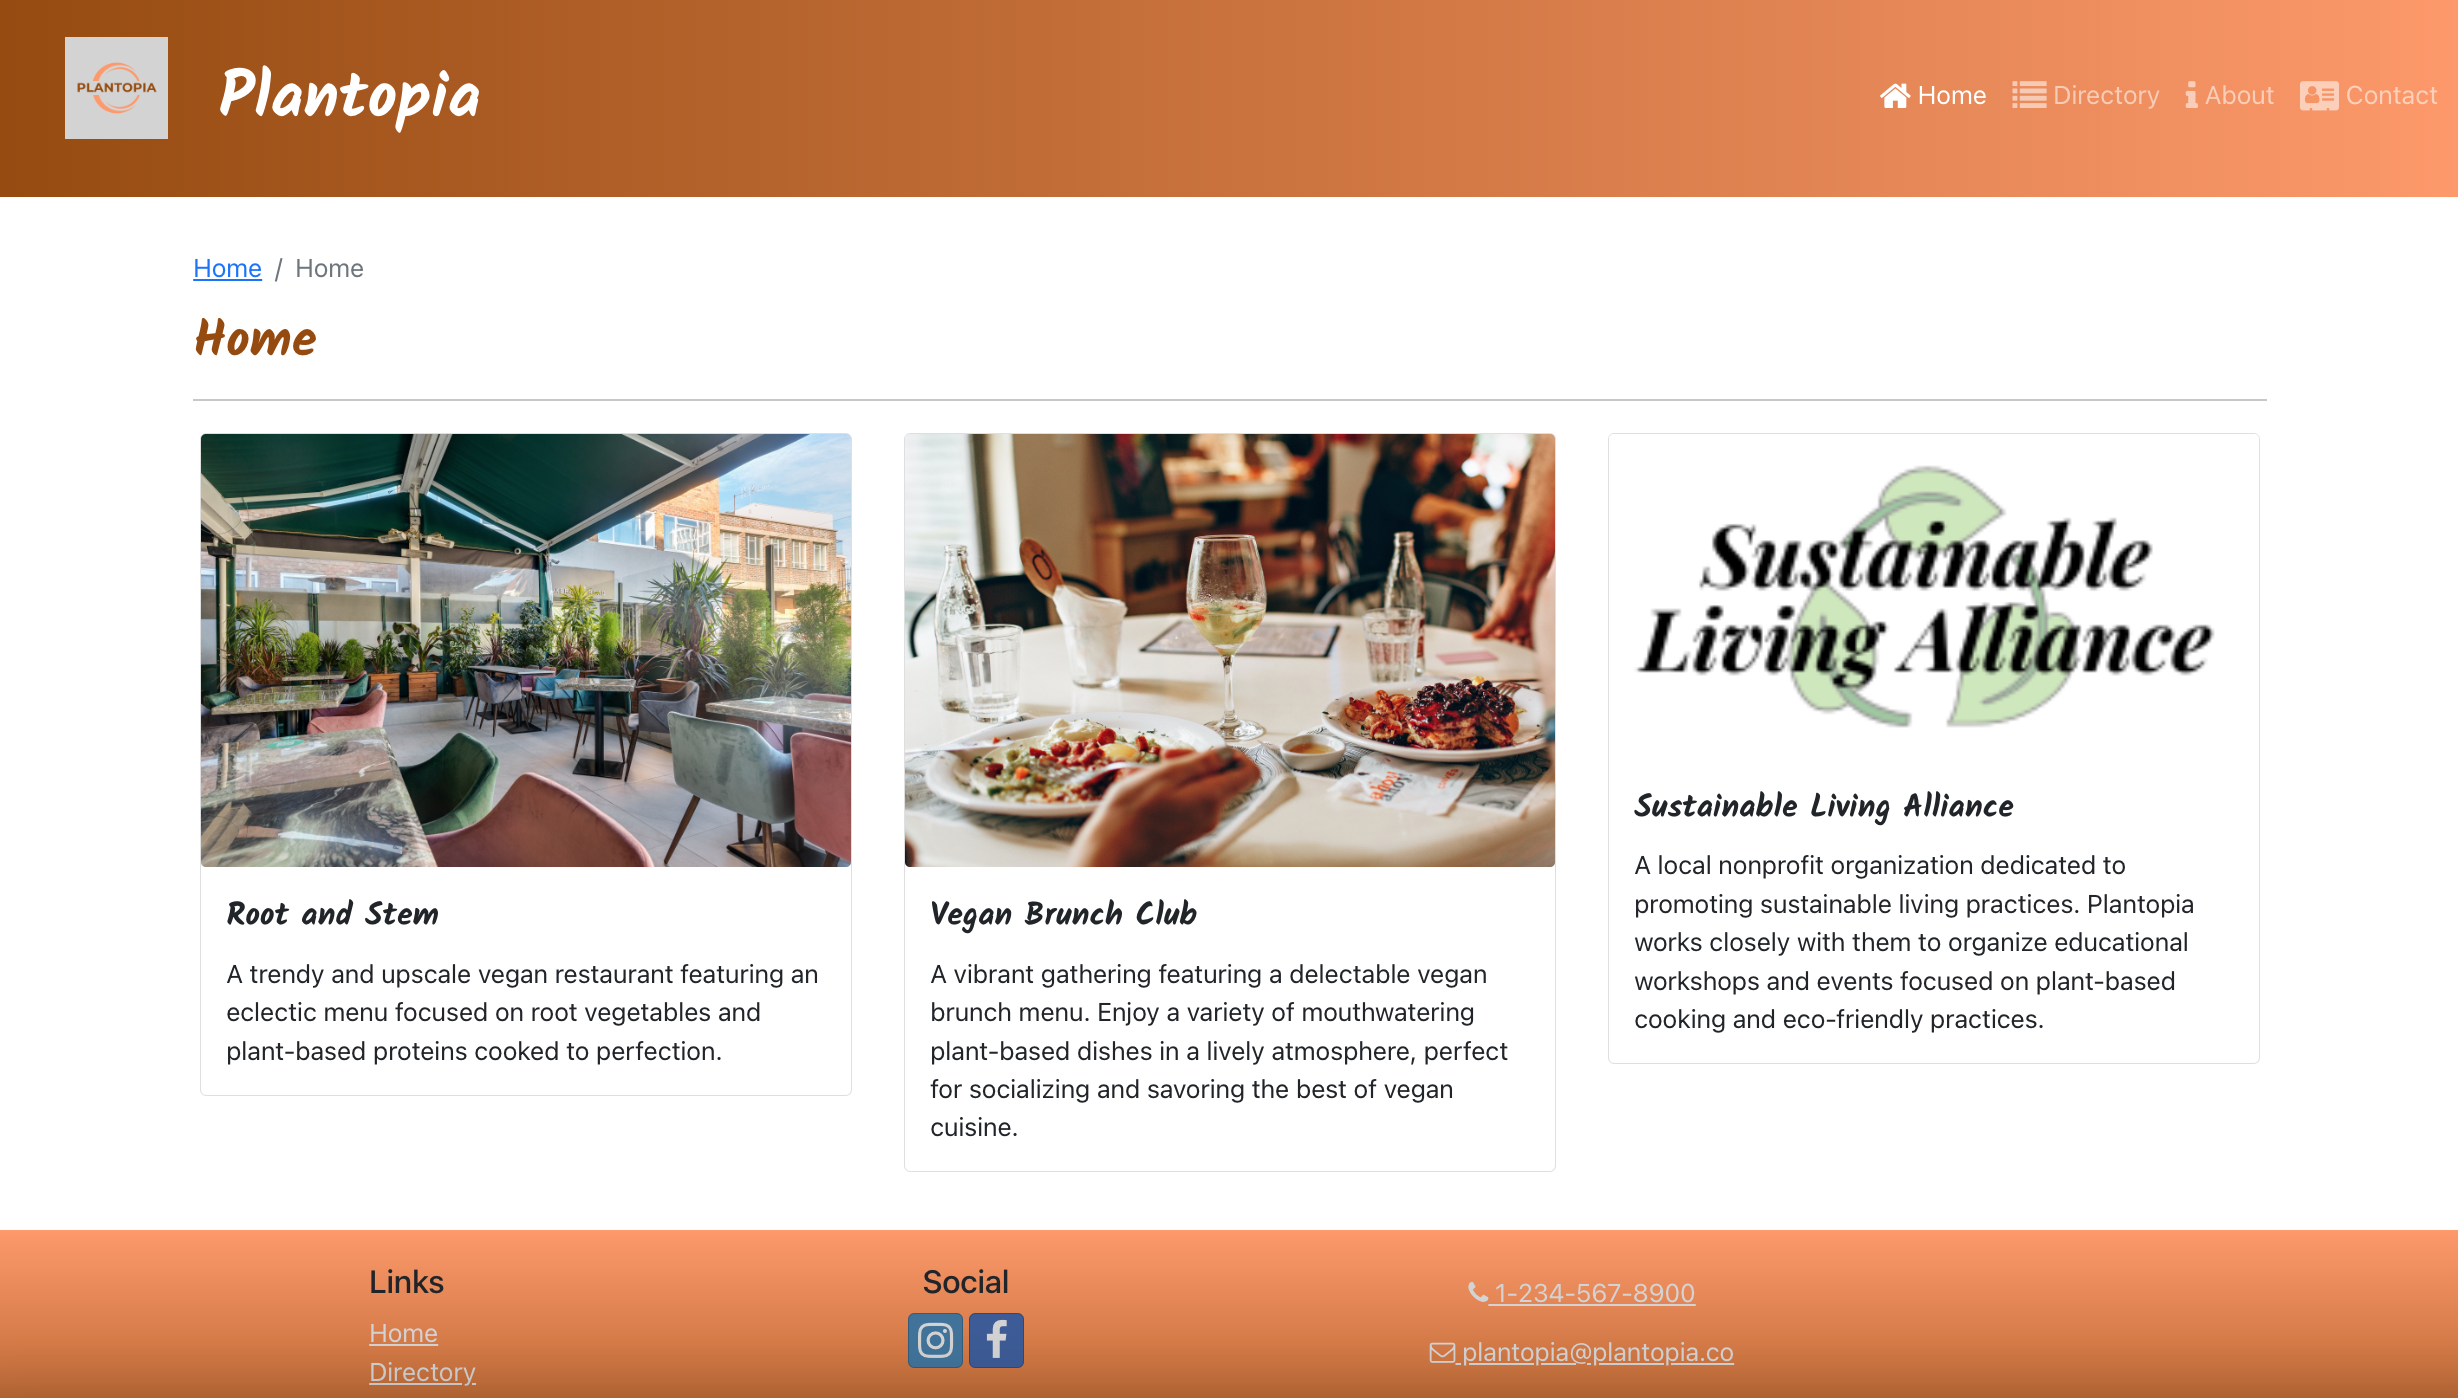 PLANTOPIA
Plantopia
Home
Directory
About
Contact
Home / Home
Home
Sustainable
Living Alliance
Root and Stem
A trendy and upscale vegan restaurant featuring an
eclectic menu focused on root vegetables and
plant-based proteins cooked to perfection.
Vegan Brunch Club
A vibrant gathering featuring a delectable vegan
brunch menu. Enjoy a variety of mouthwatering
plant-based dishes in a lively atmosphere, perfect
for socializing and savoring the best of vegan
cuisine.
Sustainable Living Alliance
A local nonprofit organization dedicated to
promoting sustainable living practices. Plantopia
works closely with them to organize educational
workshops and events focused on plant-based
cooking and eco-friendly practices.
Links
Home
Directory
Social
1-234-567-8900
plantopia@plantopia.co